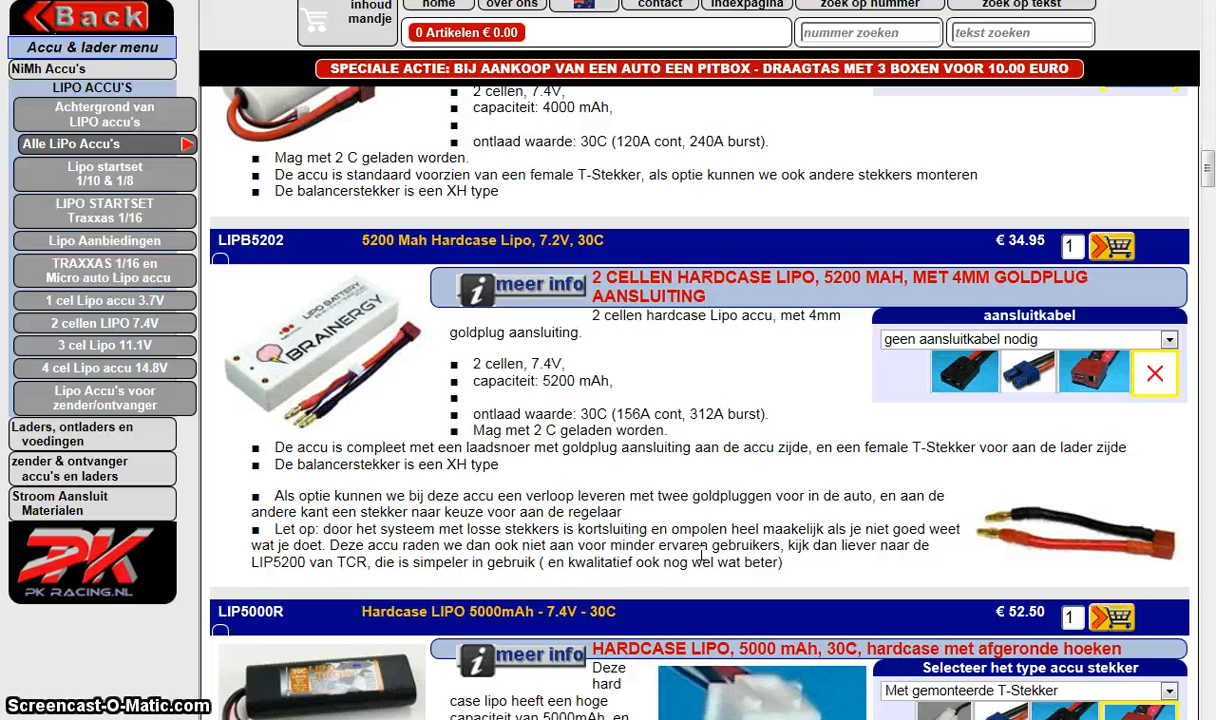 Back
inhoud
mandje
home
over ons
contact
indexpagina
zoek op nummer
zoek op tekst
0 Artikelen € 0.00
nummer zoeken
tekst zoeken
SPECIALE ACTIE: BIJ AANKOOP VAN EEN AUTO EEN PITBOX - DRAAGTAS MET 3 BOXEN VOOR 10.00 EURO
Accu & lader menu
NiMh Accu's
LIPO ACCU'S
Achtergrond van
LIPO accu's
Alle LiPo Accu's
Lipo startset
1/10 & 1/8
LIPO STARTSET
Traxxas 1/16
Lipo Aanbiedingen
TRAXXAS 1/16 en
Micro auto Lipo accu
1 cel Lipo accu 3.7V
2 cellen LIPO 7.4V
3 cel Lipo 11.1V
4 cel Lipo accu 14.8V
Lipo Accu's voor
zender/ontvanger
Laders, ontladers en
voedingen
zender & ontvanger
accu's en laders
Stroom Aansluit
Materialen
PK
PK RACING.NL
2 cellen, 7.4V,
capaciteit: 4000 mAh,
ontlaad waarde: 30C (120A cont, 240A burst).
Mag met 2 C geladen worden.
De accu is standaard voorzien van een female T-Stekker, als optie kunnen we ook andere stekkers monteren
De balancerstekker is een XH type
LIPB5202 5200 Mah Hardcase Lipo, 7.2V, 30C € 34.95 1
meer info
2 CELLEN HARDCASE LIPO, 5200 MAH, MET 4MM GOLDPLUG
AANSLUITING
LIPO BATTERY
BRAINERGY
2 cellen hardcase Lipo accu, met 4mm
goldplug aansluiting.
aansluitkabel
geen aansluitkabel nodig
2 cellen, 7.4V,
capaciteit: 5200 mAh,
ontlaad waarde: 30C (156A cont, 312A burst).
Mag met 2 C geladen worden.
De accu is compleet met een laadsnoer met goldplug aansluiting aan de accu zijde, en een female T-Stekker voor aan de lader zijde
De balancerstekker is een XH type
Als optie kunnen we bij deze accu een verloop leveren met twee goldpluggen voor in de auto, en aan de
andere kant een stekker naar keuze voor aan de regelaar
Let op: door het systeem met losse stekkers is kortsluiting en ompolen heel maakelijk als je niet goed weet
wat je doet. Deze accu raden we dan ook niet aan voor minder ervaren gebruikers, kijk dan liever naar de
LIP5200 van TCR, die is simpeler in gebruik ( en kwalitatief ook nog wel wat beter)
LIP5000R Hardcase LIPO 5000mAh - 7.4V - 30C € 52.50 1
meer info
HARDCASE LIPO, 5000 mAh, 30C, hardcase met afgeronde hoeken
Deze
hard
case lipo heeft een hoge
capaciteit van 5000mAh, en
Selecteer het type accu stekker
Met gemonteerde T-Stekker
Screencast-O-Matic.com